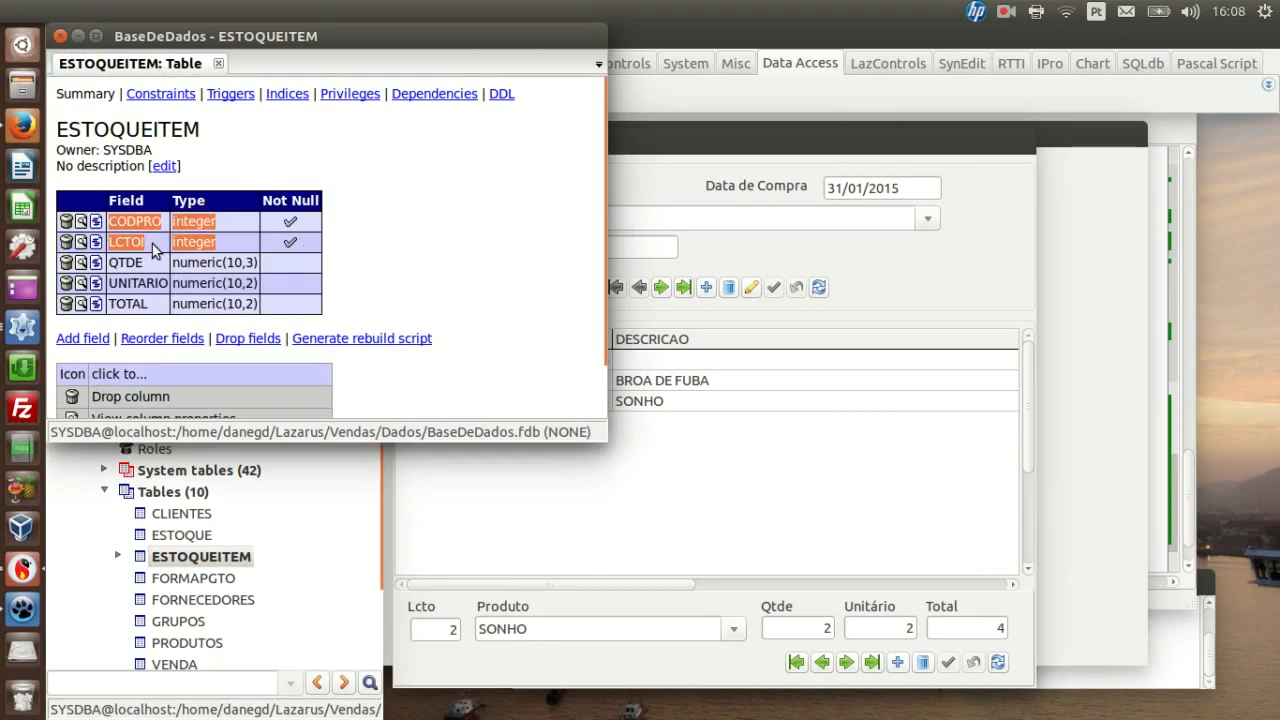 Pt
16:08
BaseDeDados - ESTOQUEITEM
ESTOQUEITEM: Table
Summary | Constraints | Triggers | Indices | Privileges | Dependencies | DDL
ESTOQUEITEM
Owner: SYSDBA
No description [edit]
Field Type Not Null
CODPRO integer
LCTO integer
QTDE numeric(10,3)
UNITARIO numeric(10,2)
TOTAL numeric(10,2)
Add field | Reorder fields | Drop fields | Generate rebuild script
Icon click to...
Drop column
View column properties
SYSDBA@localhost:/home/danegd/Lazarus/Vendas/Dados/BaseDeDados.fdb (NONE)
Roles
System tables (42)
Tables (10)
CLIENTES
ESTOQUE
ESTOQUEITEM
FORMAPGTO
FORNECEDORES
GRUPOS
PRODUTOS
VENDA
SYSDBA@localhost:/home/danegd/Lazarus/Vendas/
ontrols System Misc Data Access LazControls SynEdit RTTI IPro Chart SQLdb Pascal Script
Data de Compra 31/01/2015
DESCRICAO
BROA DE FUBA
SONHO
Lcto Produto Qtde Unitário Total
2 SONHO 2 2 4
hp
Fz